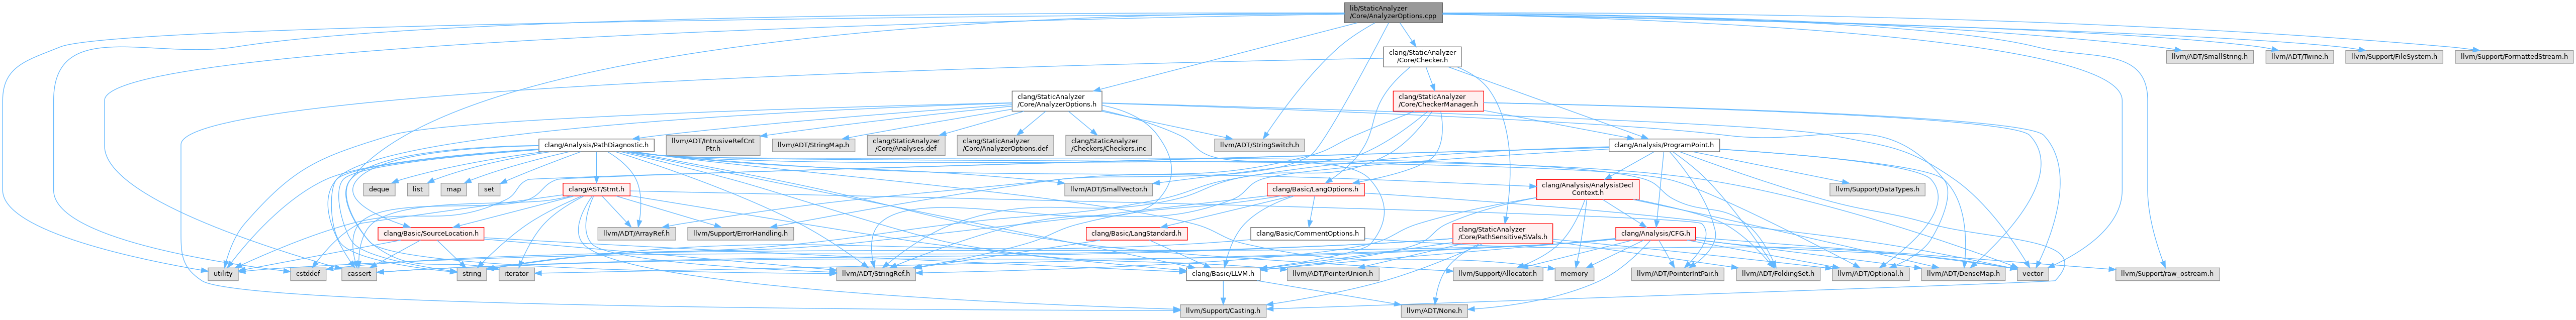 lib/StaticAnalyzer
/Core/AnalyzerOptions.cpp
clang/StaticAnalyzer
/Core/Checker.h
llvm/ADT/SmallString.h
llvm/ADT/Twine.h
llvm/Support/FileSystem.h
llvm/Support/FormattedStream.h
clang/StaticAnalyzer
/Core/AnalyzerOptions.h
clang/StaticAnalyzer
/Core/CheckerManager.h
clang/Analysis/PathDiagnostic.h
llvm/ADT/IntrusiveRefCnt
Ptr.h
llvm/ADT/StringMap.h
clang/StaticAnalyzer
/Core/Analyses.def
clang/StaticAnalyzer
/Core/AnalyzerOptions.def
clang/StaticAnalyzer
/Checkers/Checkers.inc
llvm/ADT/StringSwitch.h
clang/Analysis/ProgramPoint.h
deque
list
map
set
clang/AST/Stmt.h
llvm/ADT/SmallVector.h
clang/Basic/LangOptions.h
clang/Analysis/AnalysisDecl
Context.h
llvm/Support/DataTypes.h
clang/Basic/SourceLocation.h
llvm/ADT/ArrayRef.h
llvm/Support/ErrorHandling.h
clang/Basic/LangStandard.h
clang/Basic/CommentOptions.h
clang/StaticAnalyzer
/Core/PathSensitive/SVals.h
clang/Analysis/CFG.h
utility
cstddef
cassert
string
iterator
llvm/ADT/StringRef.h
clang/Basic/LLVM.h
llvm/ADT/PointerUnion.h
llvm/Support/Allocator.h
memory
llvm/ADT/PointerIntPair.h
llvm/ADT/FoldingSet.h
llvm/ADT/Optional.h
llvm/ADT/DenseMap.h
vector
llvm/Support/raw_ostream.h
llvm/Support/Casting.h
llvm/ADT/None.h